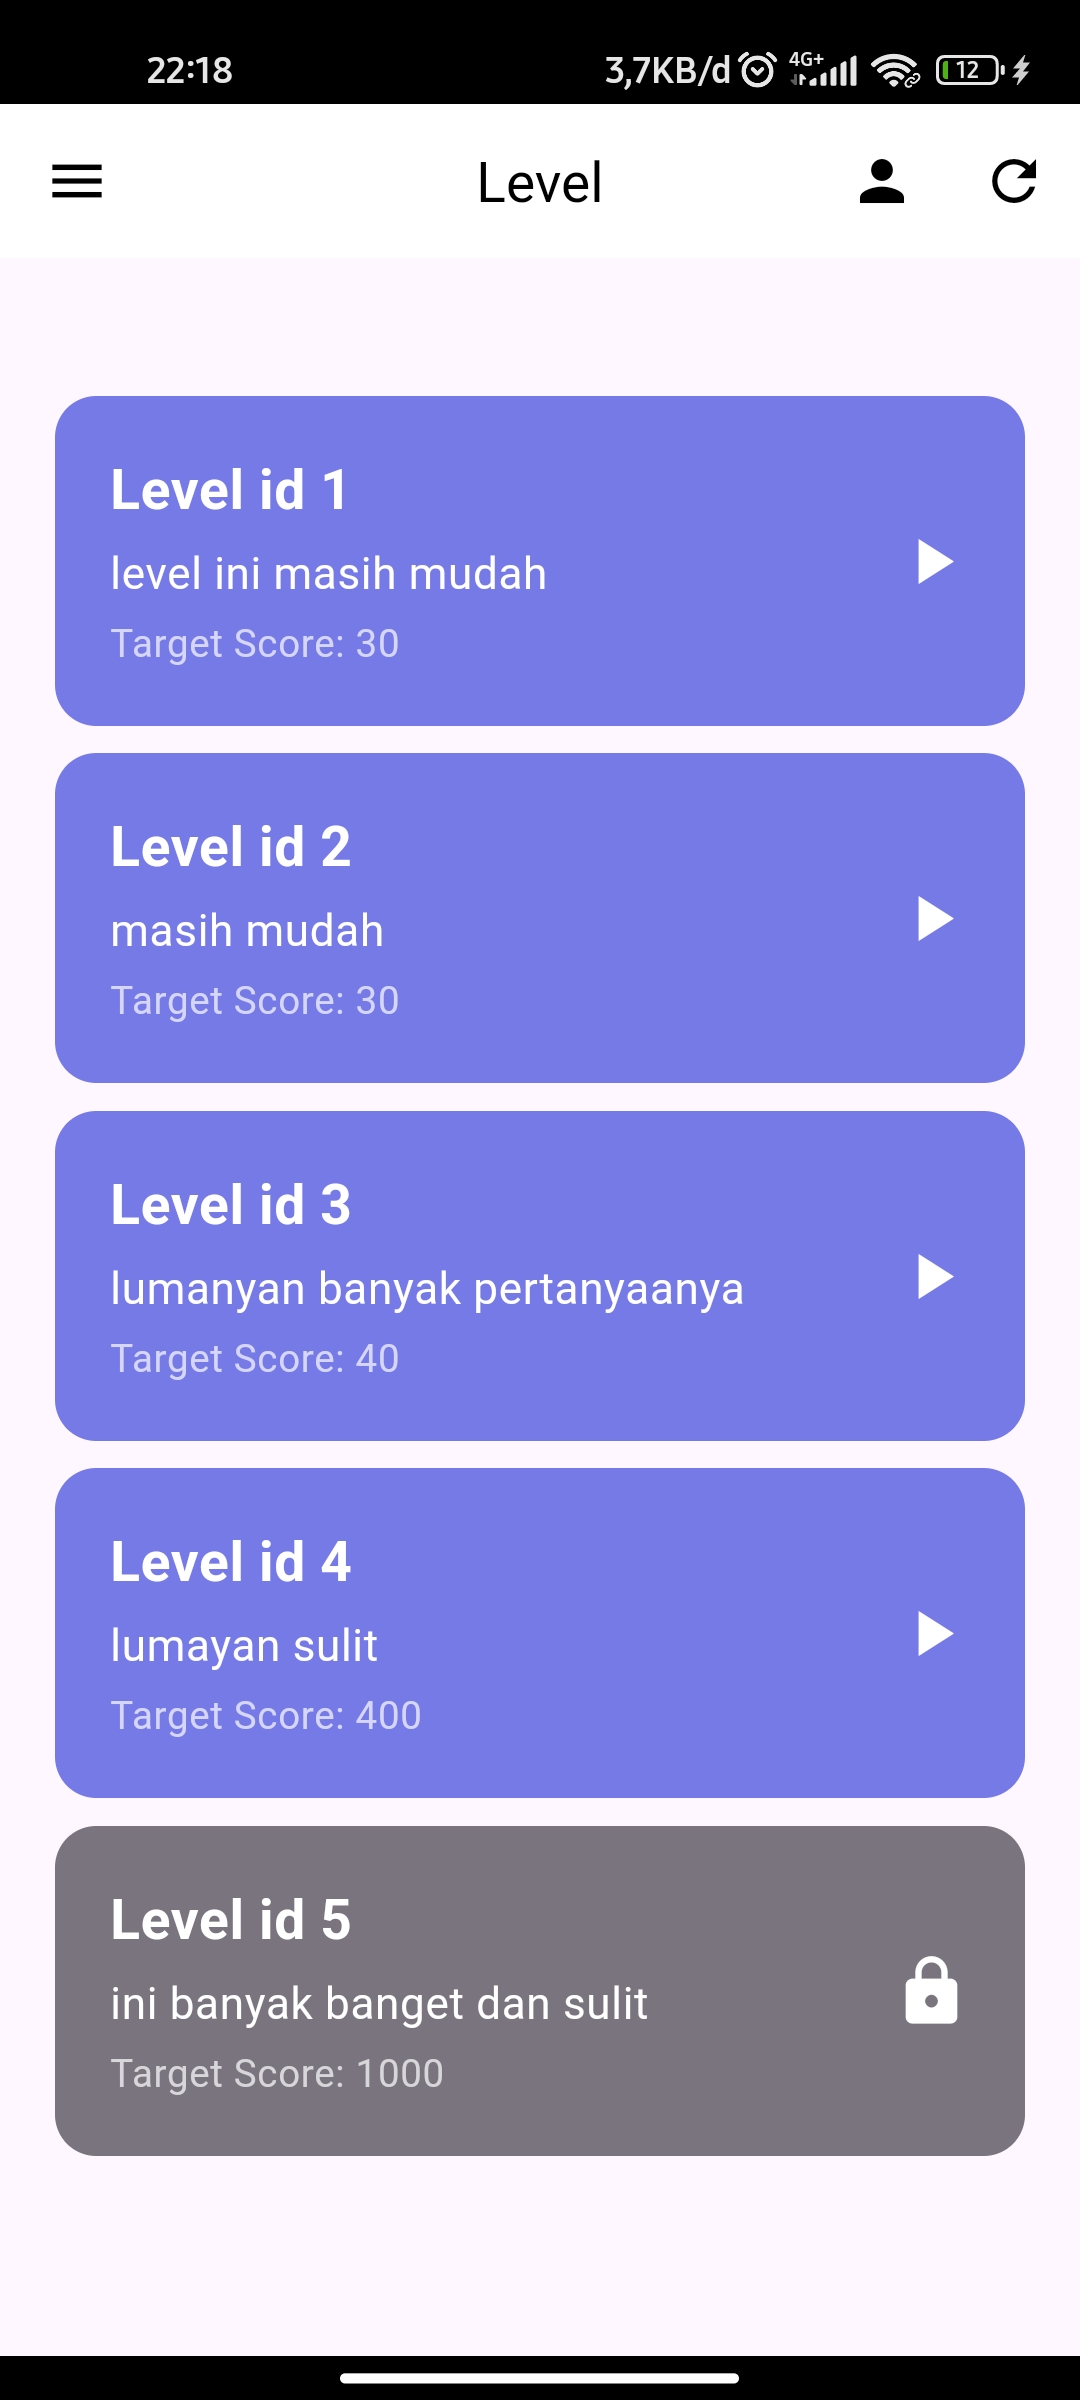 22:18 3,7KB/d 4G+ 12
Level
Level id 1
level ini masih mudah
Target Score: 30
Level id 2
masih mudah
Target Score: 30
Level id 3
lumanyan banyak pertanyaanya
Target Score: 40
Level id 4
lumayan sulit
Target Score: 400
Level id 5
ini banyak banget dan sulit
Target Score: 1000